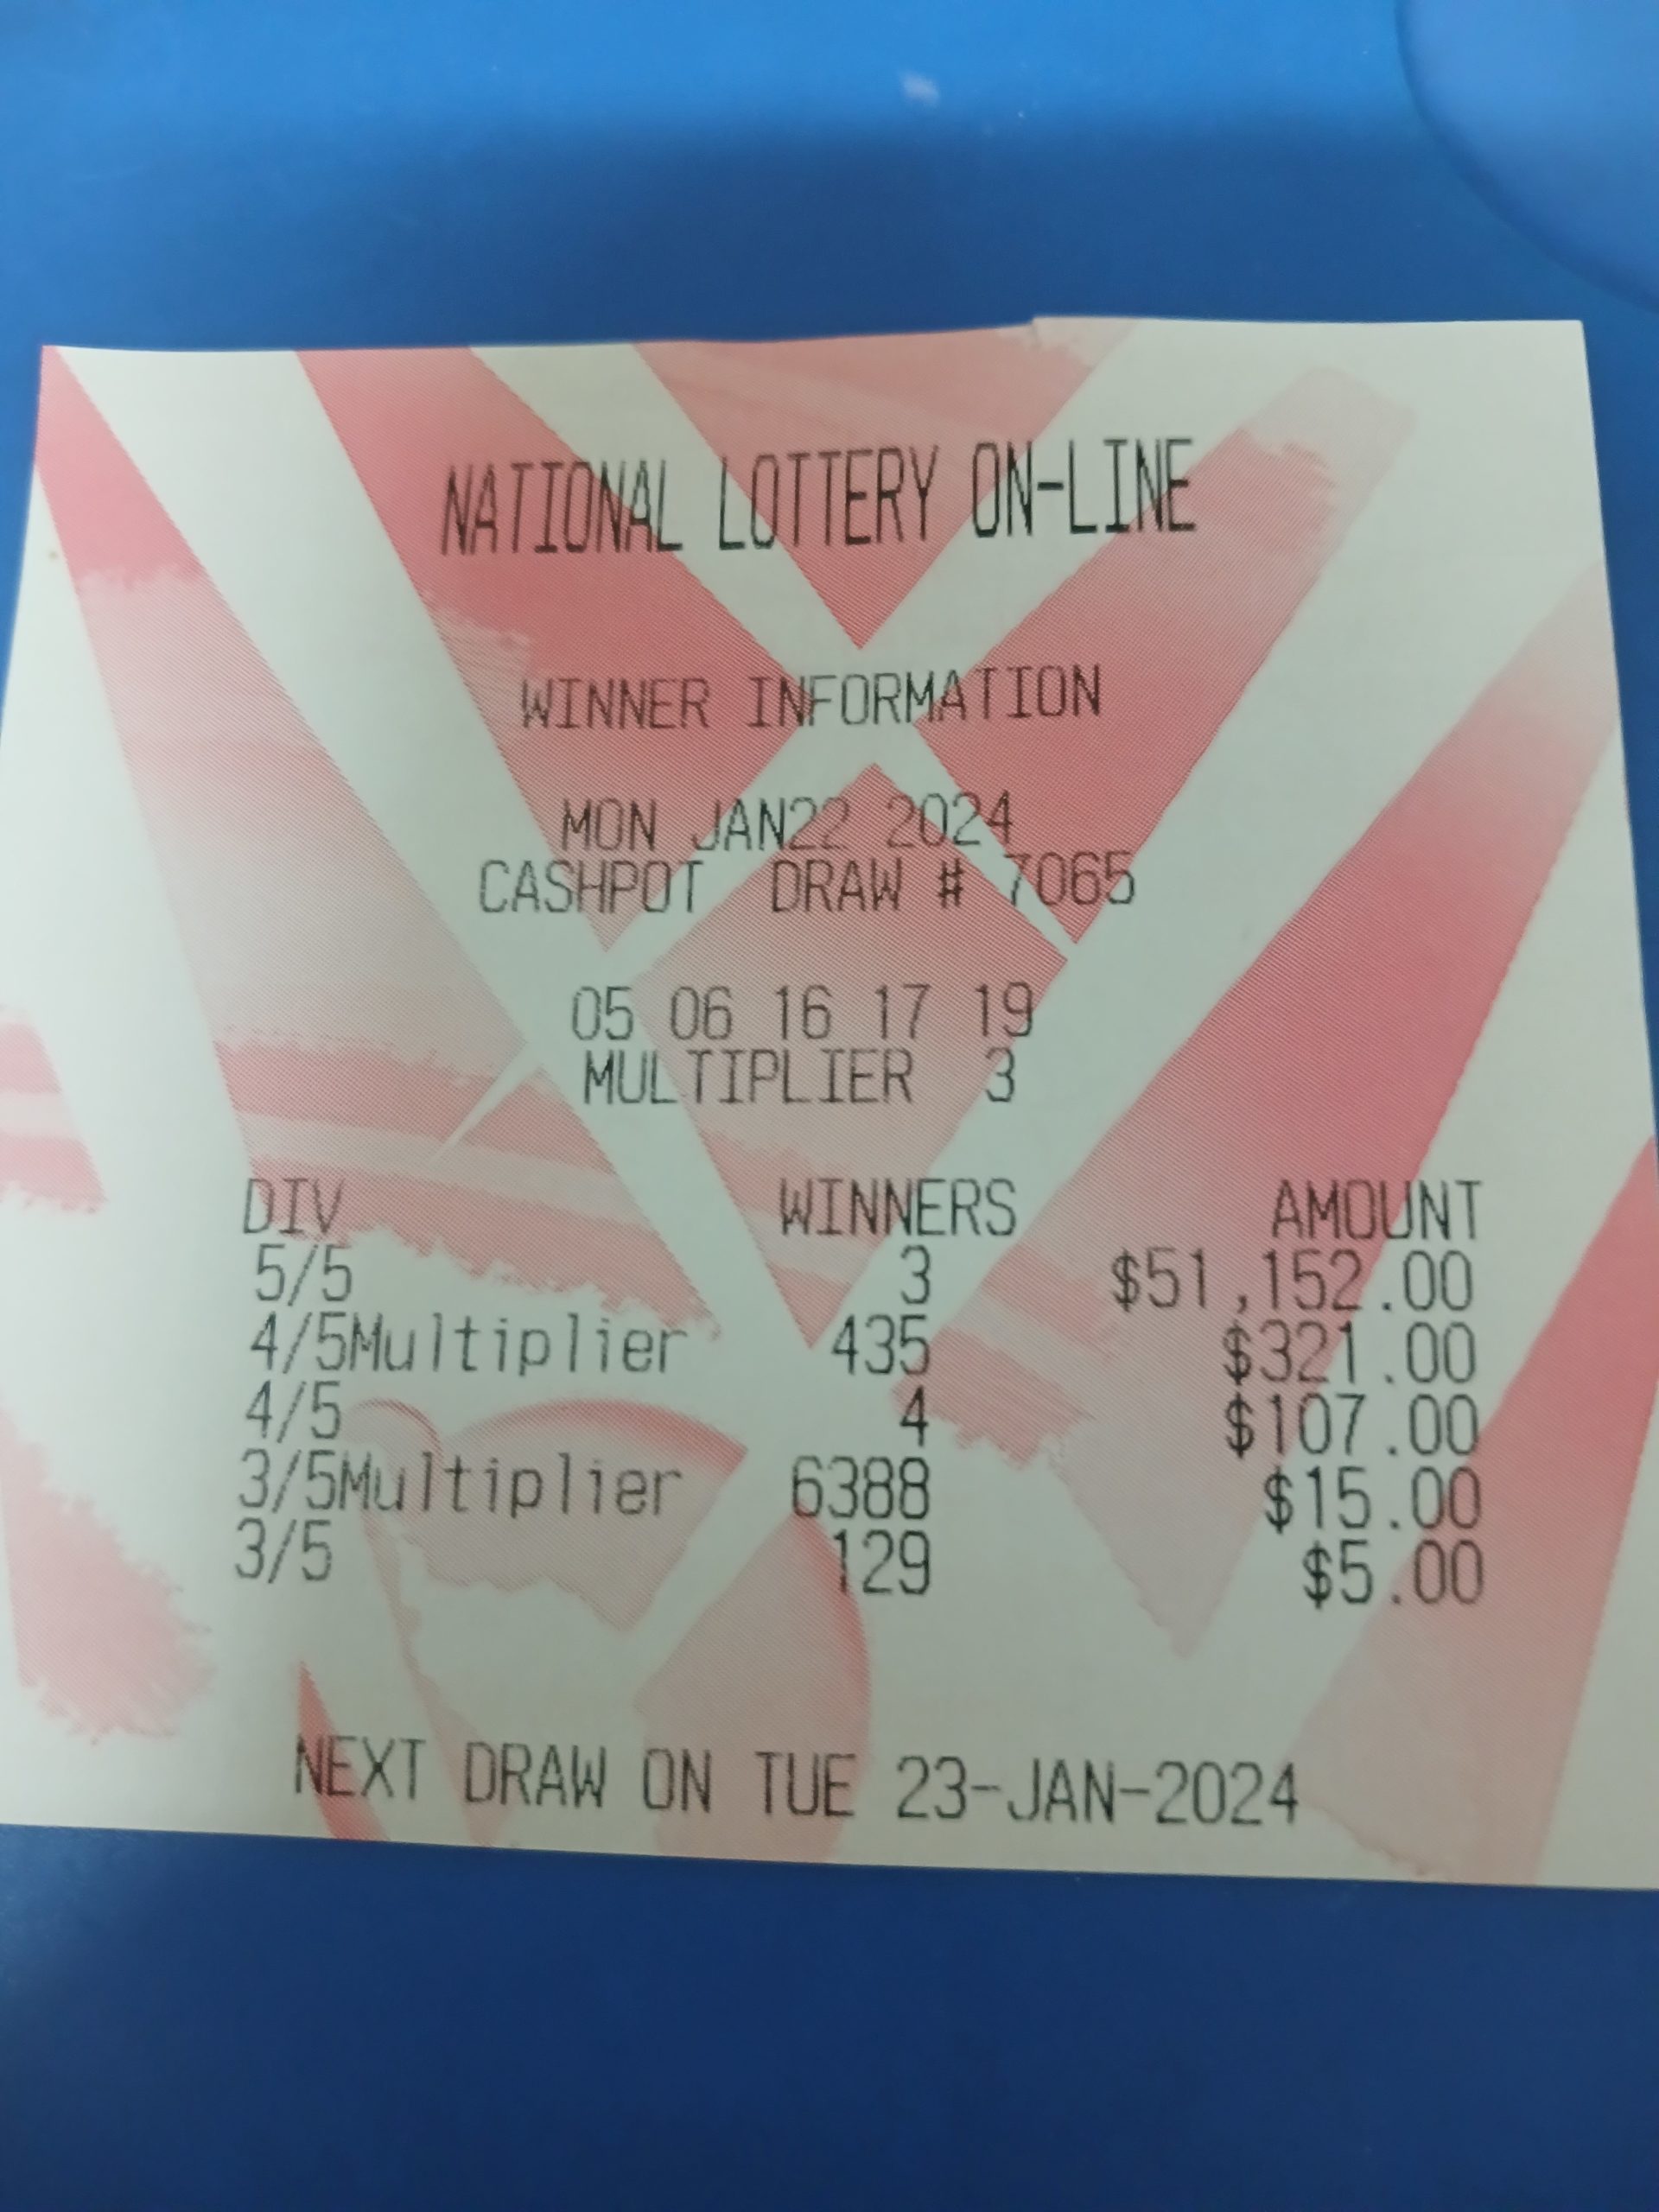 NATIONAL LOTTERY ON-LINE
WINNER INFORMATION
MON JAN22 2024
CASHPOT DRAW # 7065
05 06 16 17 19
MULTIPLIER 3
DIV WINNERS AMOUNT
5/5 3 $51,152.00
4/5Multiplier 435 $321.00
4/5 4 $107.00
3/5Multiplier 6388 $15.00
3/5 129 $5.00
NEXT DRAW ON TUE 23-JAN-2024